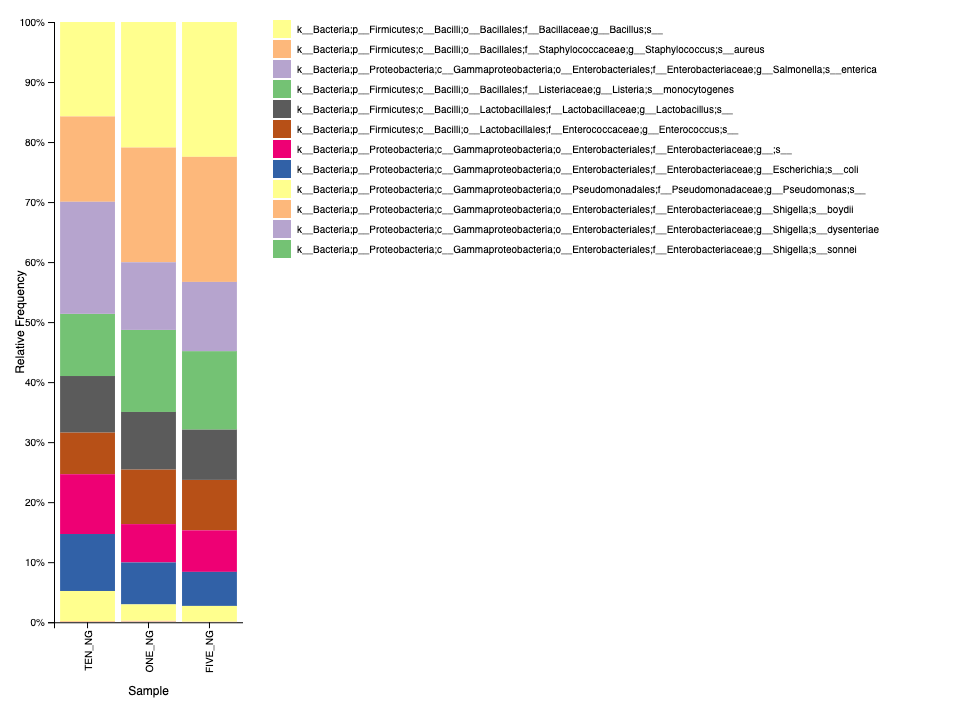 100%
90%
80%
70%
60%
50%
40%
30%
20%
10%
0%
Relative Frequency
TEN_NG
ONE_NG
FIVE_NG
Sample
k__Bacteria;p__Firmicutes;c__Bacilli;o__Bacillales;f__Bacillaceae;g__Bacillus;s__
k__Bacteria;p__Firmicutes;c__Bacilli;o__Bacillales;f__Staphylococcaceae;g__Staphylococcus;s__aureus
k__Bacteria;p__Proteobacteria;c__Gammaproteobacteria;o__Enterobacteriales;f__Enterobacteriaceae;g__Salmonella;s__enterica
k__Bacteria;p__Firmicutes;c__Bacilli;o__Bacillales;f__Listeriaceae;g__Listeria;s__monocytogenes
k__Bacteria;p__Firmicutes;c__Bacilli;o__Lactobacillales;f__Lactobacillaceae;g__Lactobacillus;s__
k__Bacteria;p__Firmicutes;c__Bacilli;o__Lactobacillales;f__Enterococcaceae;g__Enterococcus;s__
k__Bacteria;p__Proteobacteria;c__Gammaproteobacteria;o__Enterobacteriales;f__Enterobacteriaceae;g__;s__
k__Bacteria;p__Proteobacteria;c__Gammaproteobacteria;o__Enterobacteriales;f__Enterobacteriaceae;g__Escherichia;s__coli
k__Bacteria;p__Proteobacteria;c__Gammaproteobacteria;o__Pseudomonadales;f__Pseudomonadaceae;g__Pseudomonas;s__
k__Bacteria;p__Proteobacteria;c__Gammaproteobacteria;o__Enterobacteriales;f__Enterobacteriaceae;g__Shigella;s__boydii
k__Bacteria;p__Proteobacteria;c__Gammaproteobacteria;o__Enterobacteriales;f__Enterobacteriaceae;g__Shigella;s__dysenteriae
k__Bacteria;p__Proteobacteria;c__Gammaproteobacteria;o__Enterobacteriales;f__Enterobacteriaceae;g__Shigella;s__sonnei